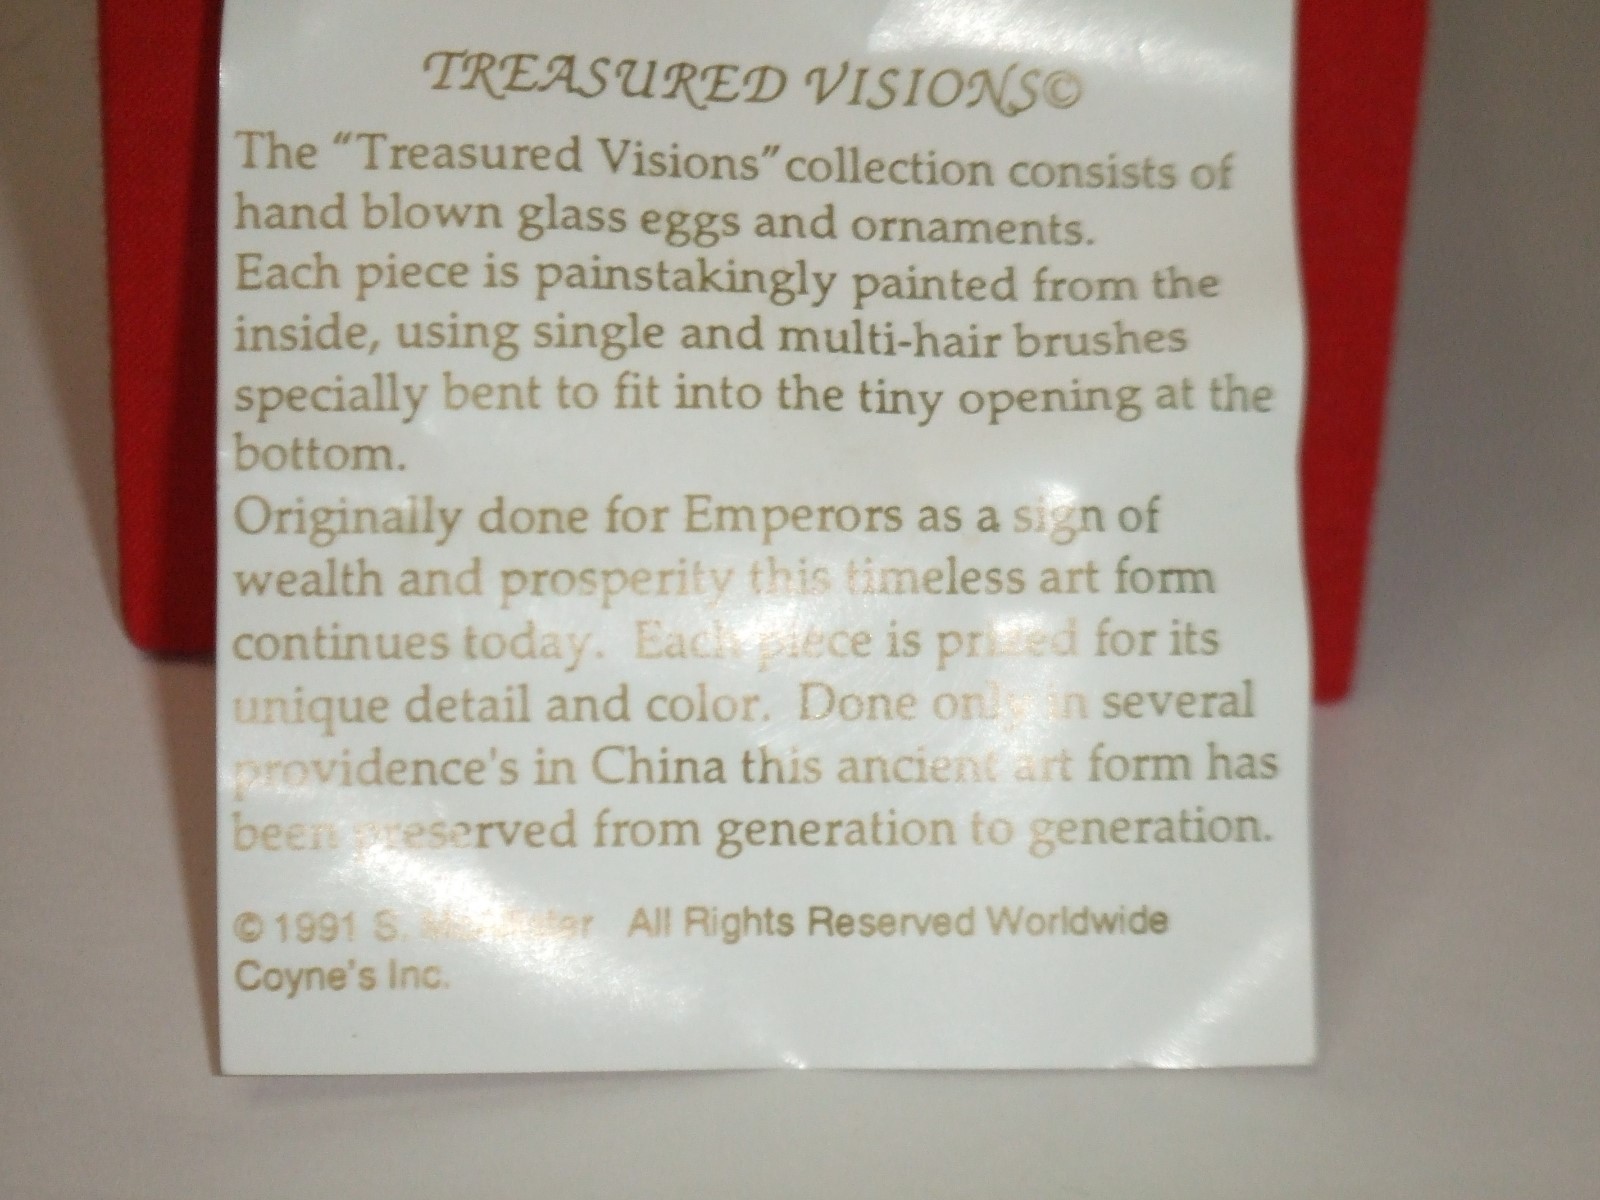 TREASURED VISIONS©
The “Treasured Visions” collection consists of
hand blown glass eggs and ornaments.
Each piece is painstakingly painted from the
inside, using single and multi-hair brushes
specially bent to fit into the tiny opening at the
bottom.
Originally done for Emperors as a sign of
wealth and prosperity this timeless art form
continues today. Each piece is prized for its
unique detail and color. Done only in several
providence's in China this ancient art form has
been preserved from generation to generation.
© 1991 S. All Rights Reserved Worldwide
Coyne's Inc.